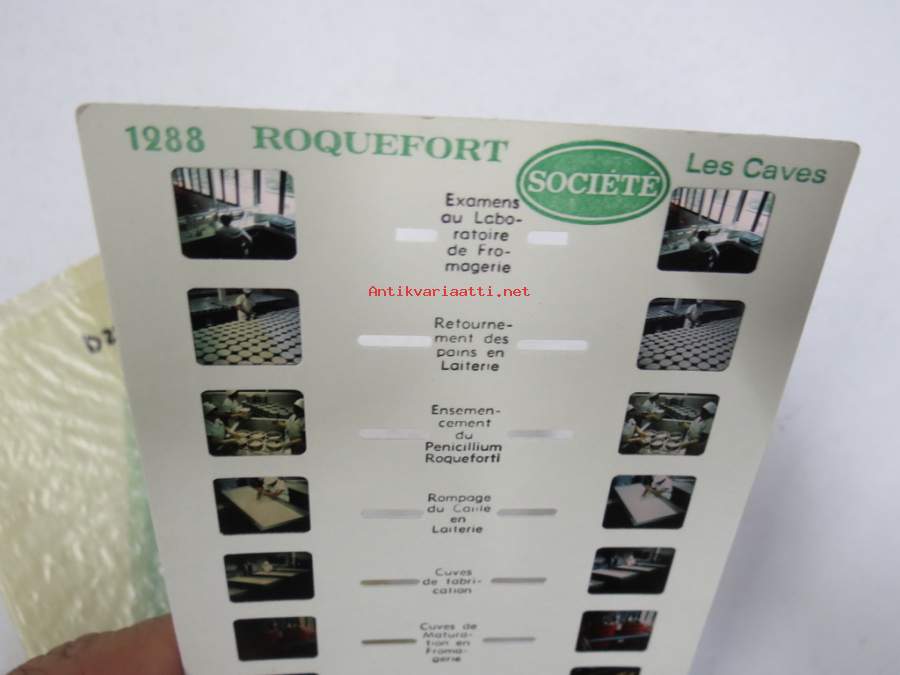 1288 ROQUEFORT SOCIÉTÉ Les Caves
Examens
au Labo-
ratoire
de Fro-
magerie
Antikvariaatti.net
Retourne-
ment des
pains en
Laiterie
Ensemen-
cement
du
Penicillium
Roqueforti
Rompage
du Caillé
en
Laiterie
Cuves
de fabri-
cation
Cuves de
Matura-
tion en
Froma-
gerie